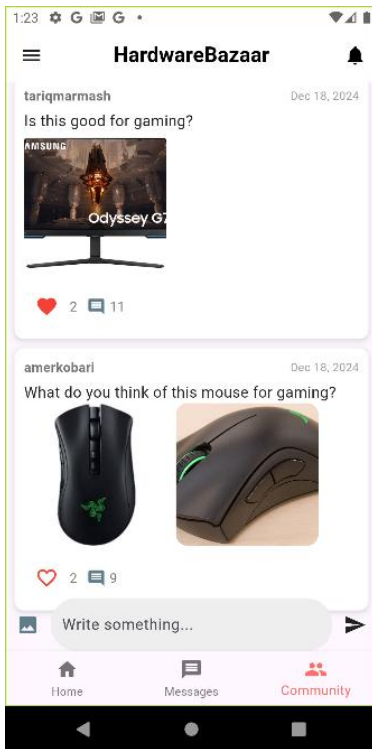 1:23 G G
HardwareBazaar
tariqmarmash Dec 18, 2024
Is this good for gaming?
AMSUNG
Odyssey G7
2 11
amerkobari Dec 18, 2024
What do you think of this mouse for gaming?
2 9
Write something...
Home Messages Community